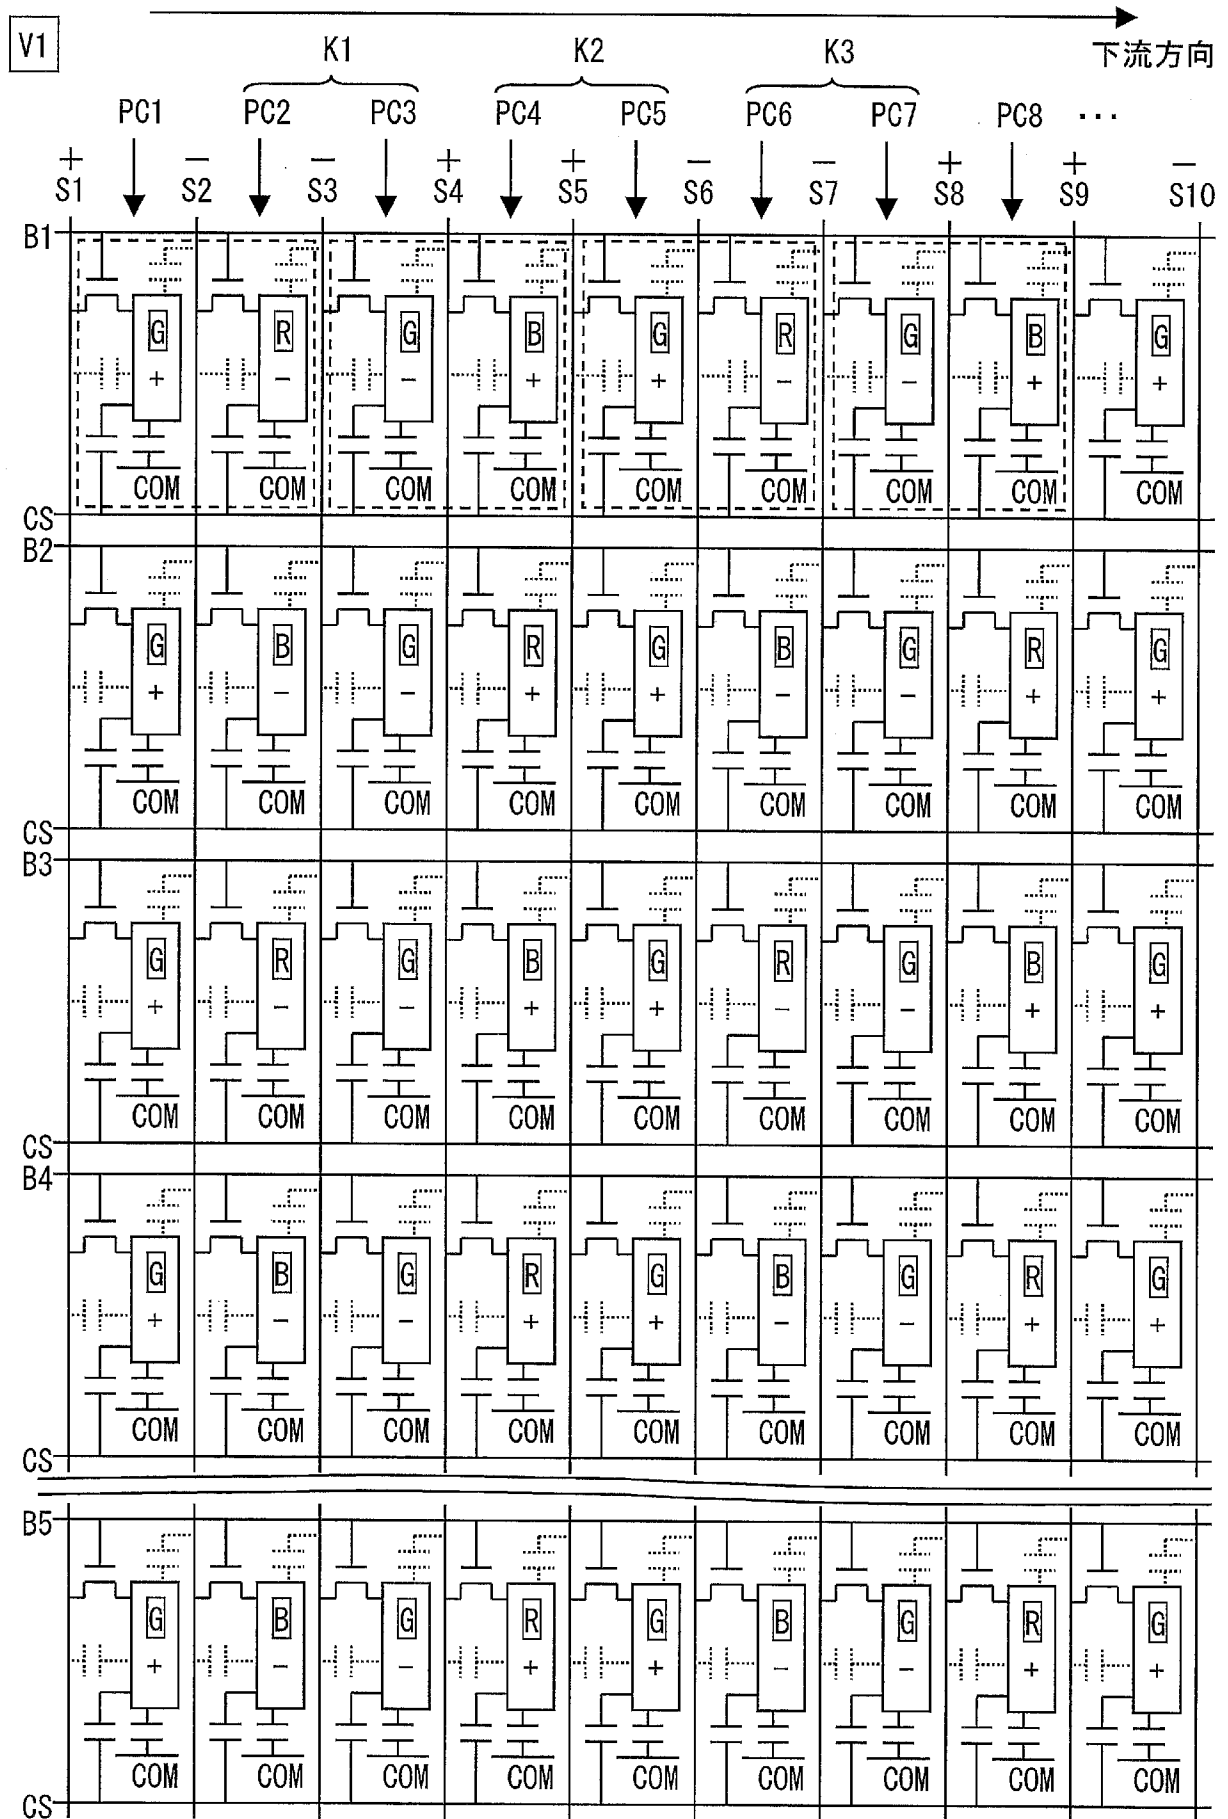 V1
下流方向
K1 K2 K3
PC1 PC2 PC3 PC4 PC5 PC6 PC7 PC8 ...
+ − − + + − − + + −
S1 S2 S3 S4 S5 S6 S7 S8 S9 S10
B1
G R G B G R G B G
+ − − + + − − + +
COM COM COM COM COM COM COM COM COM
CS
B2
G B G R G B G R G
+ − − + + − − + +
COM COM COM COM COM COM COM COM COM
CS
B3
G R G B G R G B G
+ − − + + − − + +
COM COM COM COM COM COM COM COM COM
CS
B4
G B G R G B G R G
+ − − + + − − + +
COM COM COM COM COM COM COM COM COM
CS
B5
G B G R G B G R G
+ − − + + − − + +
COM COM COM COM COM COM COM COM COM
CS